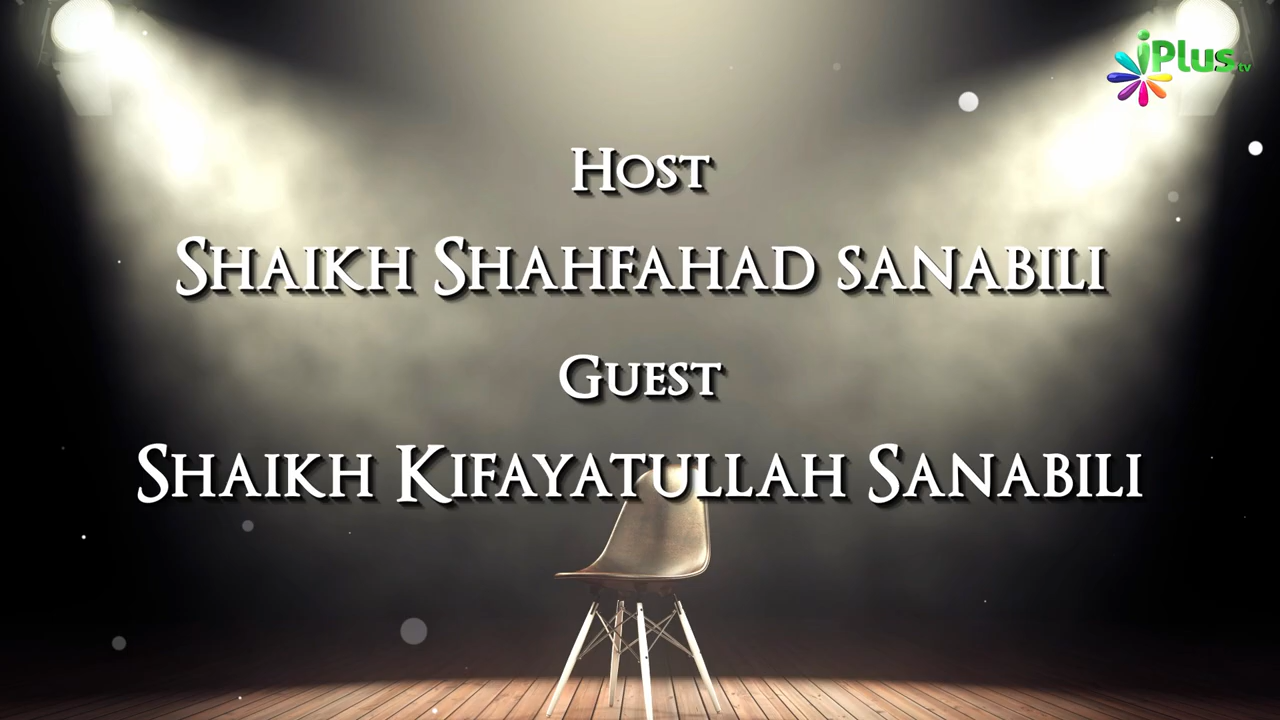 iPlus tv
Host
Shaikh Shahfahad sanabili
Guest
Shaikh Kifayatullah Sanabili